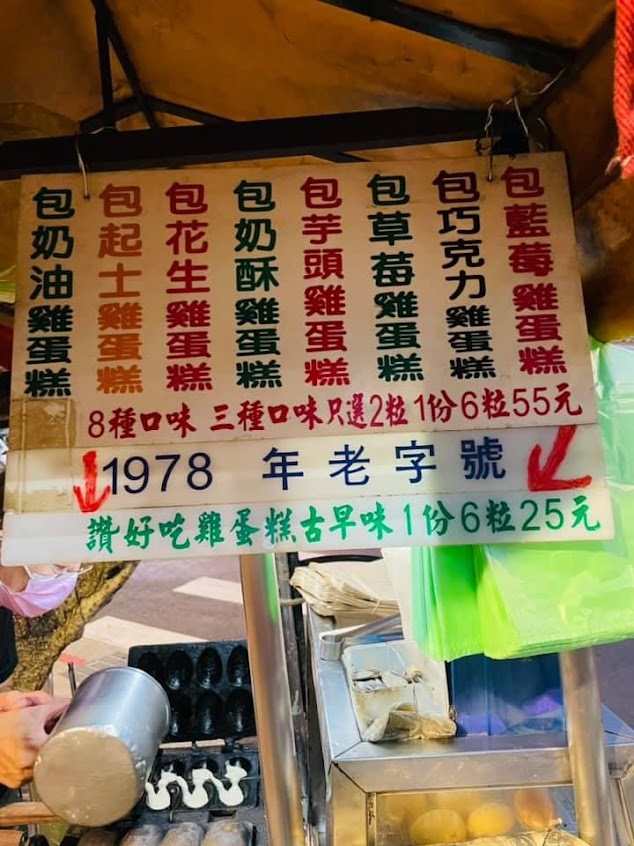 包奶油雞蛋糕
包起士雞蛋糕
包花生雞蛋糕
包奶酥雞蛋糕
包芋頭雞蛋糕
包草莓雞蛋糕
包巧克力雞蛋糕
包藍莓雞蛋糕
8種口味 三種口味只選2粒1份6粒55元
1978 年老字號
讚好吃雞蛋糕古早味1份6粒25元